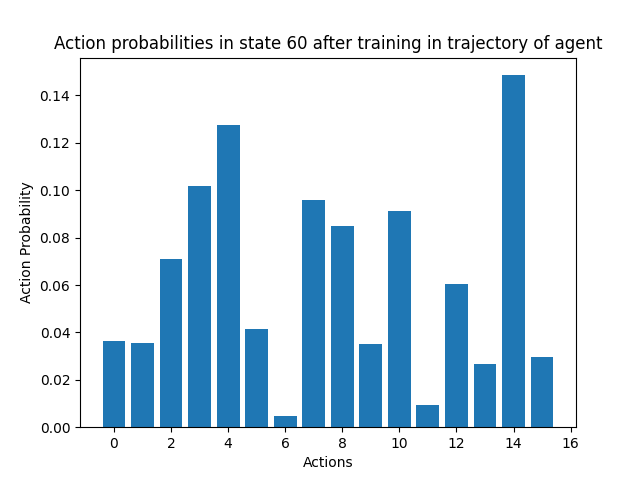 Action probabilities in state 60 after training in trajectory of agent
0.14
0.12
0.10
0.08
0.06
0.04
0.02
0.00
Action Probability
0 2 4 6 8 10 12 14 16
Actions